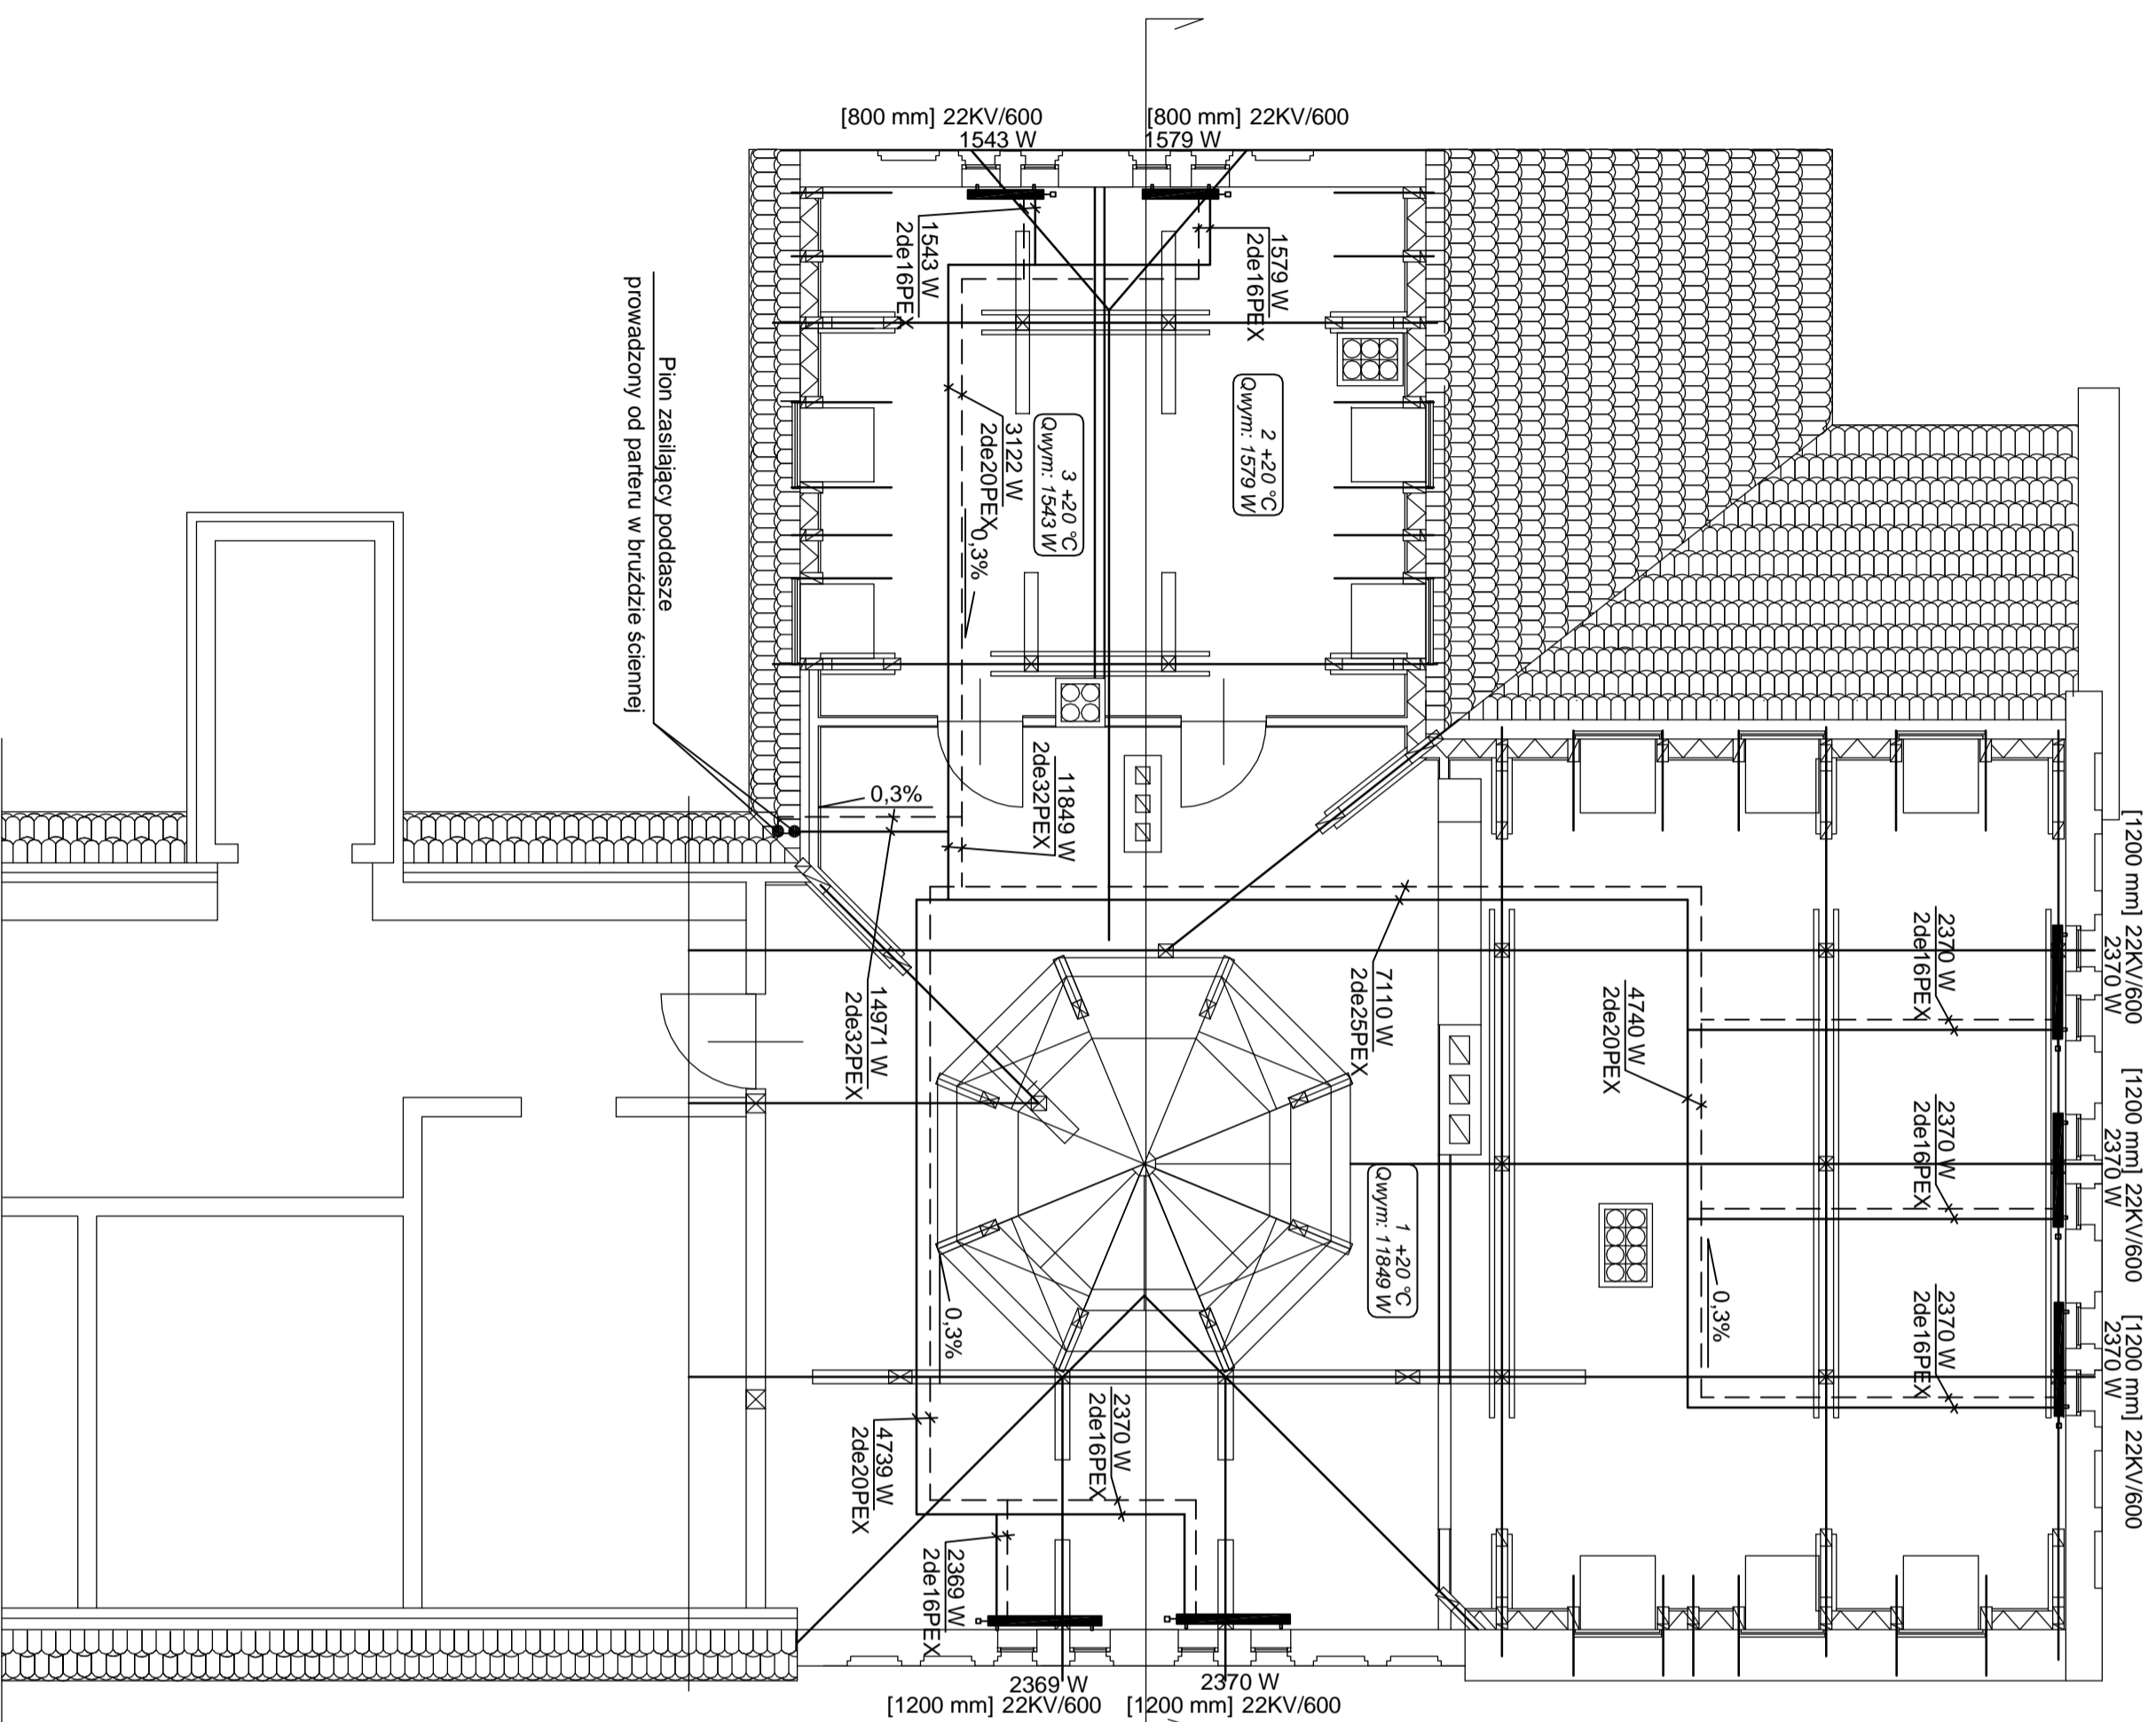 [800 mm] 22KV/600
1543 W
[800 mm] 22KV/600
1579 W
1543 W
2de16PEX
1579 W
2de16PEX
2 +20 °C
Qwym: 1579 W
3 +20 °C
Qwym: 1543 W
3122 W
2de20PEX
0,3%
Pion zasilający poddasze
prowadzony od parteru w bruździe ściennej
11849 W
2de32PEX
0,3%
14971 W
2de32PEX
7110 W
2de25PEX
4740 W
2de20PEX
2370 W
2de16PEX
[1200 mm] 22KV/600
2370 W
2370 W
2de16PEX
[1200 mm] 22KV/600
2370 W
2370 W
2de16PEX
[1200 mm] 22KV/600
2370 W
0,3%
1 +20 °C
Qwym: 11849 W
0,3%
4739 W
2de20PEX
2370 W
2de16PEX
2369 W
2de16PEX
2369 W
[1200 mm] 22KV/600
2370 W
[1200 mm] 22KV/600